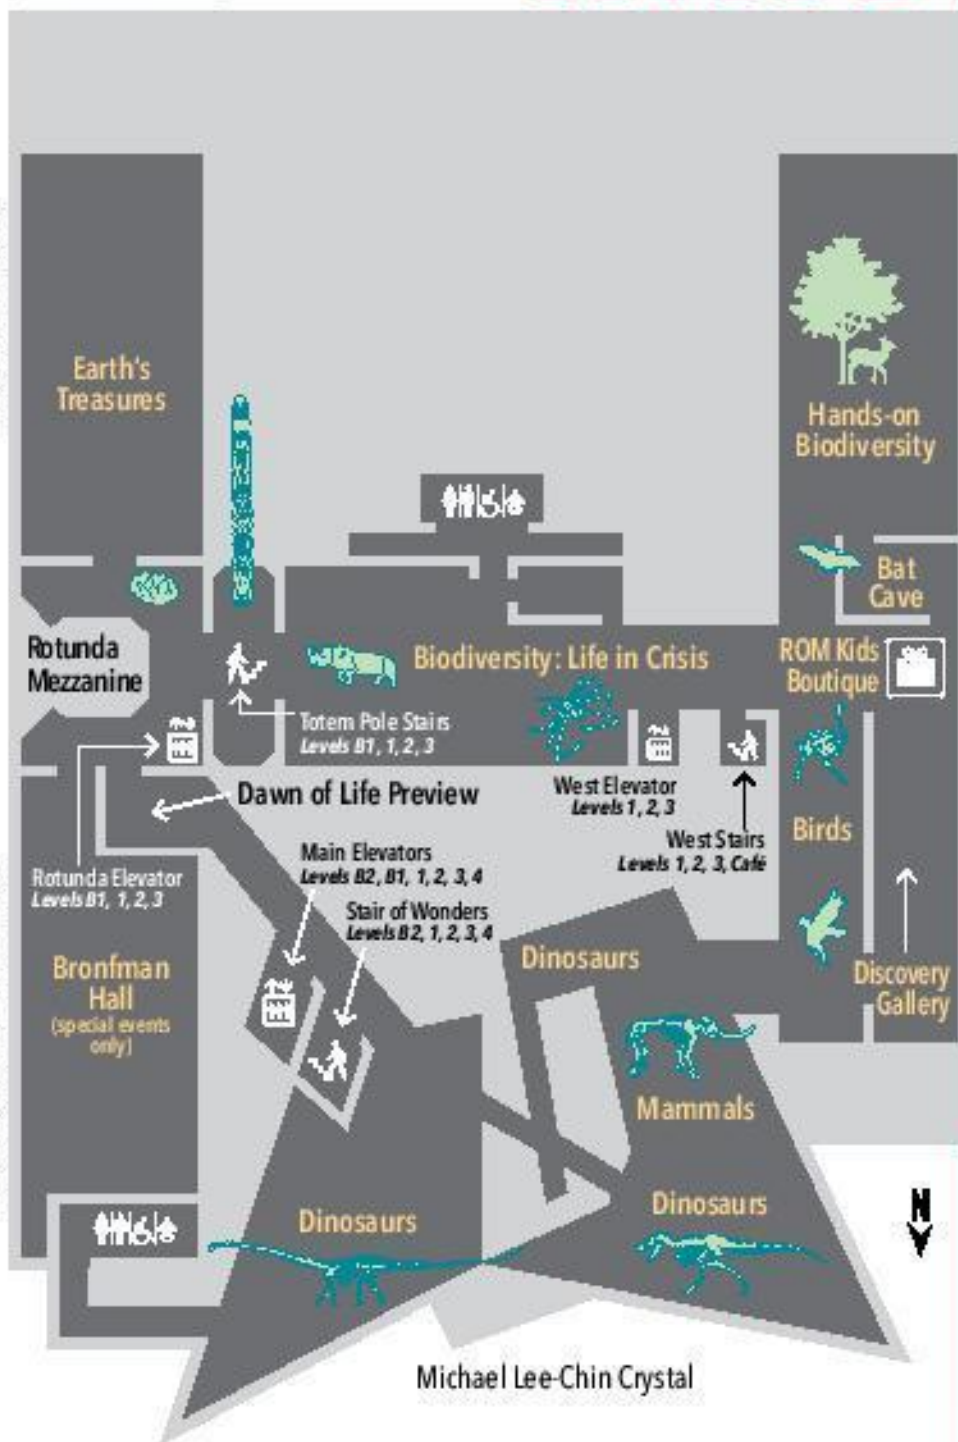 Earth's
Treasures
Hands-on
Biodiversity
Bat
Cave
Rotunda
Mezzanine
Biodiversity: Life in Crisis
ROM Kids
Boutique
Totem Pole Stairs
Levels B1, 1, 2, 3
Dawn of Life Preview
West Elevator
Levels 1, 2, 3
West Stairs
Levels 1, 2, 3, Café
Birds
Main Elevators
Levels B2, B1, 1, 2, 3, 4
Rotunda Elevator
Levels B1, 1, 2, 3
Stair of Wonders
Levels B2, 1, 2, 3, 4
Bronfman
Hall
(special events
only)
Dinosaurs
Discovery
Gallery
Mammals
Dinosaurs
Dinosaurs
N
Michael Lee-Chin Crystal